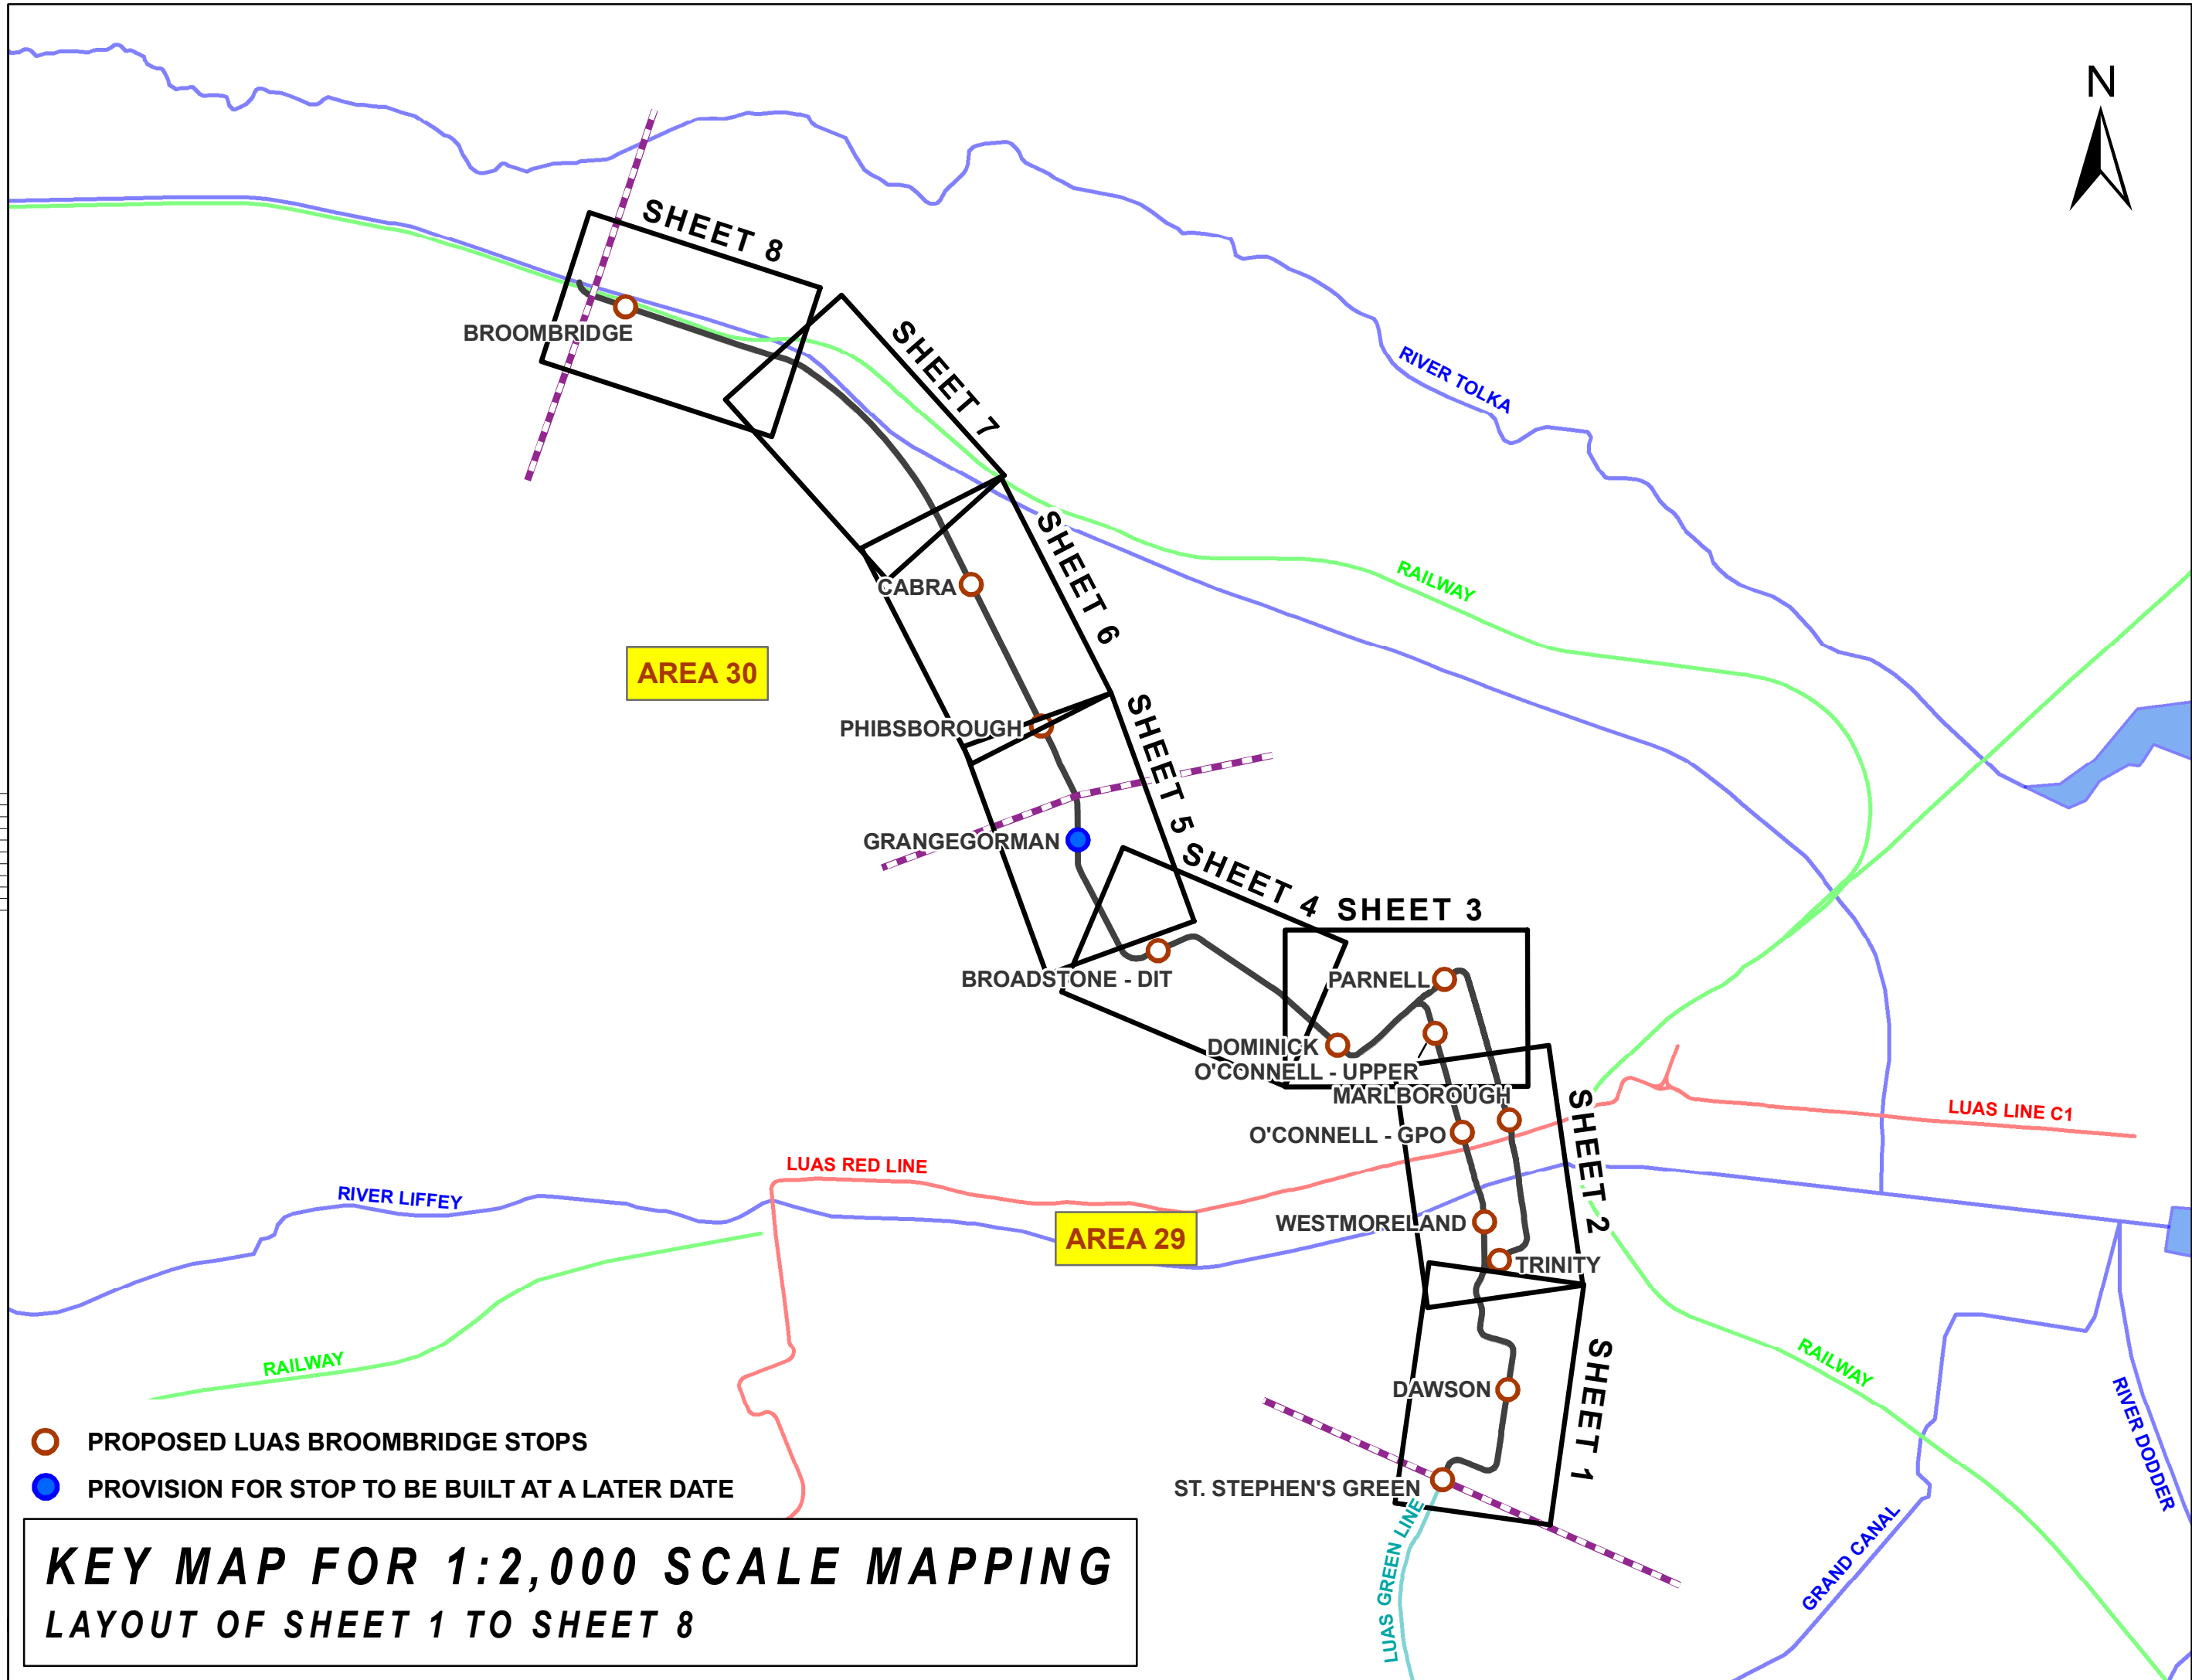 N
SHEET 8
BROOMBRIDGE
SHEET 7
RIVER TOLKA
SHEET 6
RAILWAY
CABRA
AREA 30
PHIBSBOROUGH
SHEET 5
GRANGEGORMAN
SHEET 4
SHEET 3
BROADSTONE - DIT
PARNELL
DOMINICK
O'CONNELL - UPPER
MARLBOROUGH
SHEET 2
LUAS LINE C1
O'CONNELL - GPO
LUAS RED LINE
RIVER LIFFEY
WESTMORELAND
AREA 29
TRINITY
RAILWAY
RAILWAY
SHEET 1
DAWSON
RIVER DODDER
ST. STEPHEN'S GREEN
LUAS GREEN LINE
GRAND CANAL
PROPOSED LUAS BROOMBRIDGE STOPS
PROVISION FOR STOP TO BE BUILT AT A LATER DATE
KEY MAP FOR 1:2,000 SCALE MAPPING
LAYOUT OF SHEET 1 TO SHEET 8